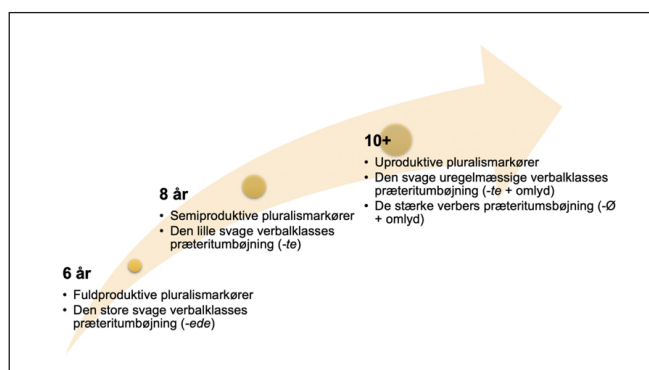 10+
• Uproduktive pluralismarkører
• Den svage uregelmæssige verbalklasses
præteritumbøjning (-te + omlyd)
• De stærke verbers præteritumsbøjning (-Ø
+ omlyd)
8 år
• Semiproduktive pluralismarkører
• Den lille svage verbalklasses
præteritumbøjning (-te)
6 år
• Fuldproduktive pluralismarkører
• Den store svage verbalklasses
præteritumbøjning (-ede)